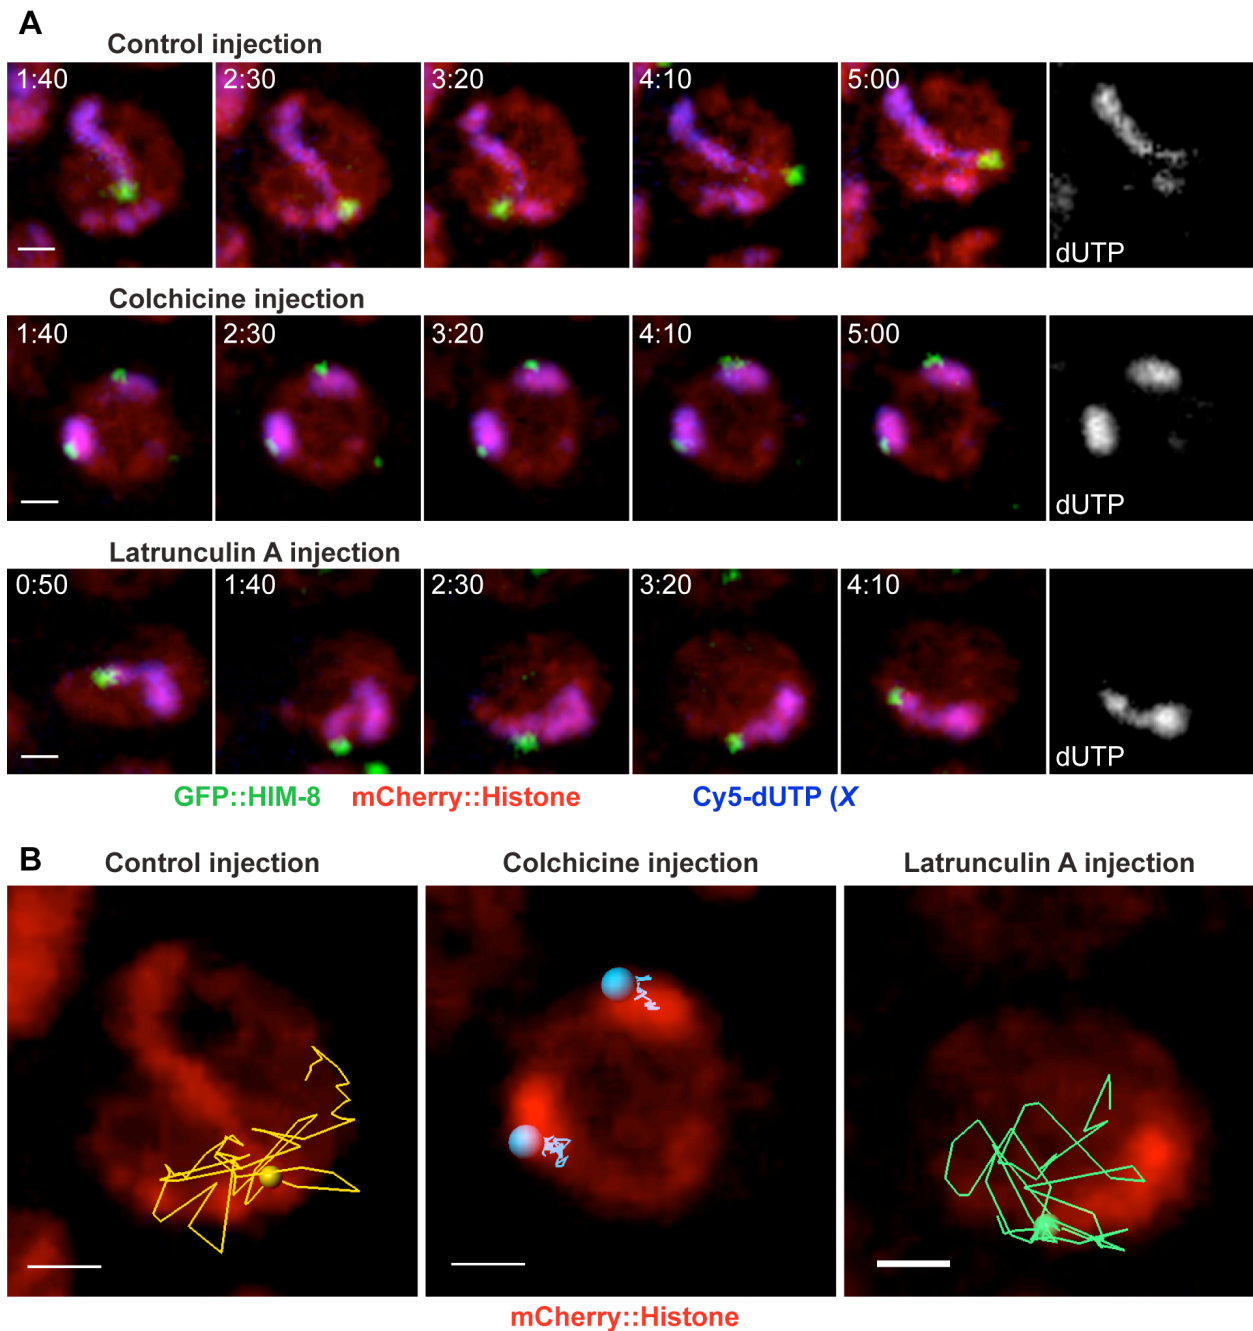 A
Control injection
1:40 2:30 3:20 4:10 5:00
dUTP
Colchicine injection
1:40 2:30 3:20 4:10 5:00
dUTP
Latrunculin A injection
0:50 1:40 2:30 3:20 4:10
dUTP
GFP::HIM-8 mCherry::Histone Cy5-dUTP (X
B
Control injection Colchicine injection Latrunculin A injection
mCherry::Histone